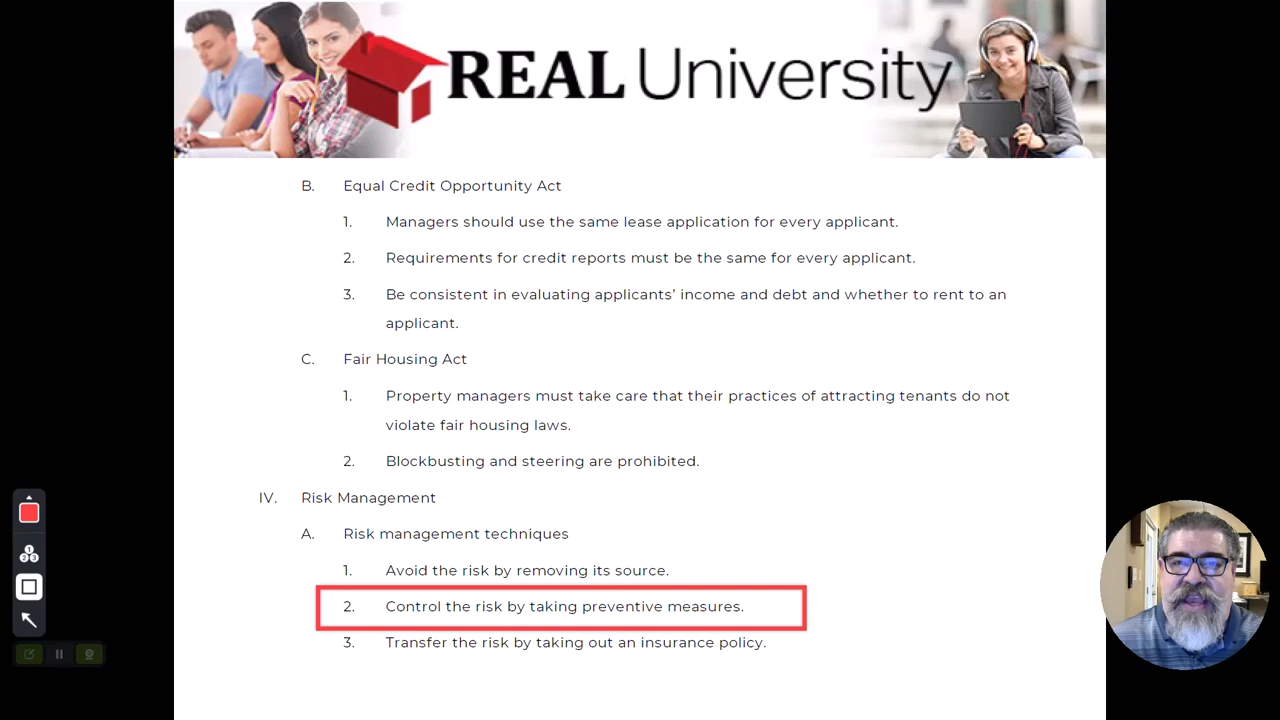 REAL University
B. Equal Credit Opportunity Act
1. Managers should use the same lease application for every applicant.
2. Requirements for credit reports must be the same for every applicant.
3. Be consistent in evaluating applicants’ income and debt and whether to rent to an
applicant.
C. Fair Housing Act
1. Property managers must take care that their practices of attracting tenants do not
violate fair housing laws.
2. Blockbusting and steering are prohibited.
IV. Risk Management
A. Risk management techniques
1. Avoid the risk by removing its source.
2. Control the risk by taking preventive measures.
3. Transfer the risk by taking out an insurance policy.